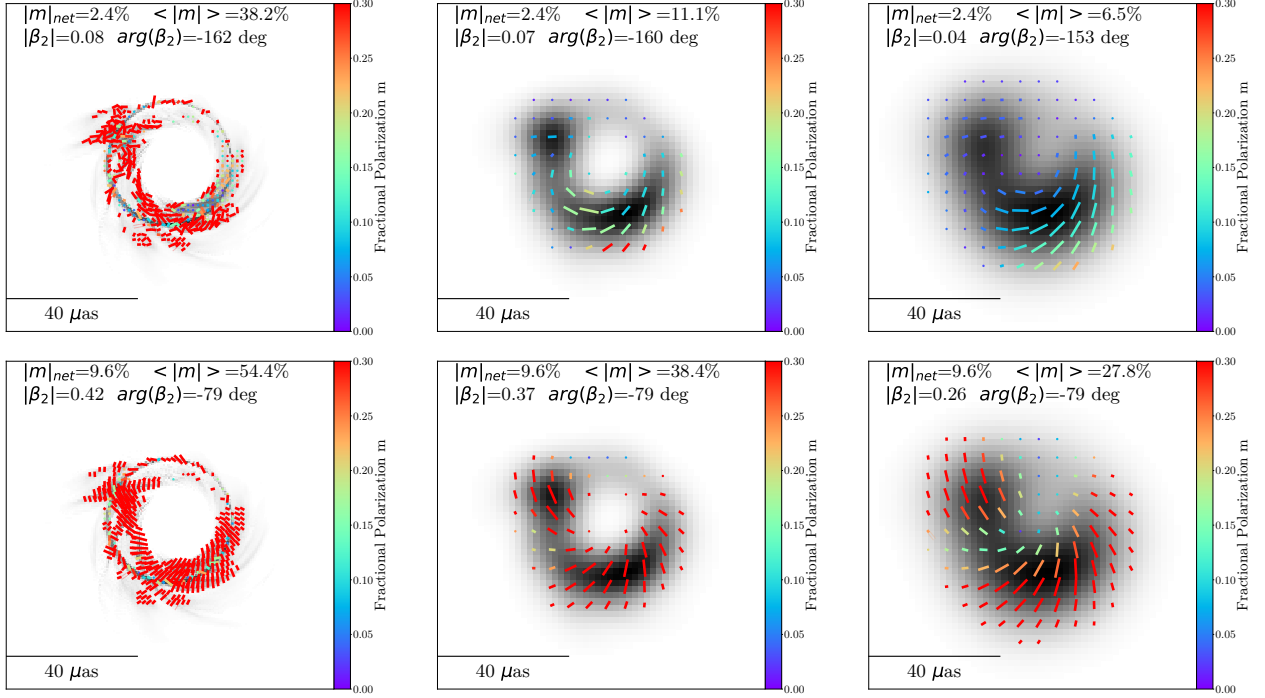 |m|net=2.4% <|m|>=38.2%
|β2|=0.08 arg(β2)=-162 deg
40 μas
0.30
0.25
0.20
0.15
0.10
0.05
0.00
Fractional Polarization m
|m|net=2.4% <|m|>=11.1%
|β2|=0.07 arg(β2)=-160 deg
40 μas
0.30
0.25
0.20
0.15
0.10
0.05
0.00
Fractional Polarization m
|m|net=2.4% <|m|>=6.5%
|β2|=0.04 arg(β2)=-153 deg
40 μas
0.30
0.25
0.20
0.15
0.10
0.05
0.00
Fractional Polarization m
|m|net=9.6% <|m|>=54.4%
|β2|=0.42 arg(β2)=-79 deg
40 μas
0.30
0.25
0.20
0.15
0.10
0.05
0.00
Fractional Polarization m
|m|net=9.6% <|m|>=38.4%
|β2|=0.37 arg(β2)=-79 deg
40 μas
0.30
0.25
0.20
0.15
0.10
0.05
0.00
Fractional Polarization m
|m|net=9.6% <|m|>=27.8%
|β2|=0.26 arg(β2)=-79 deg
40 μas
0.30
0.25
0.20
0.15
0.10
0.05
0.00
Fractional Polarization m